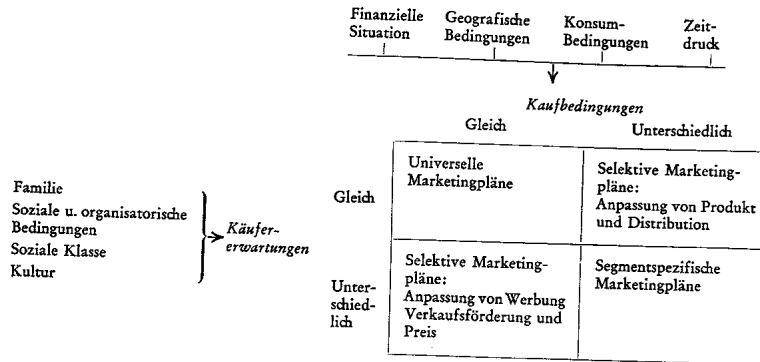 Finanzielle
Situation
Geografische
Bedingungen
Konsum-
Bedingungen
Zeit-
druck
Kaufbedingungen
Gleich
Unterschiedlich
Familie
Soziale u. organisatorische
Bedingungen
Soziale Klasse
Kultur
Käufer-
erwartungen
Gleich
Universelle
Marketingpläne
Selektive Marketing-
pläne:
Anpassung von Produkt
und Distribution
Unter-
schied-
lich
Selektive Marketing-
pläne:
Anpassung von Werbung
Verkaufsförderung und
Preis
Segmentspezifische
Marketingpläne